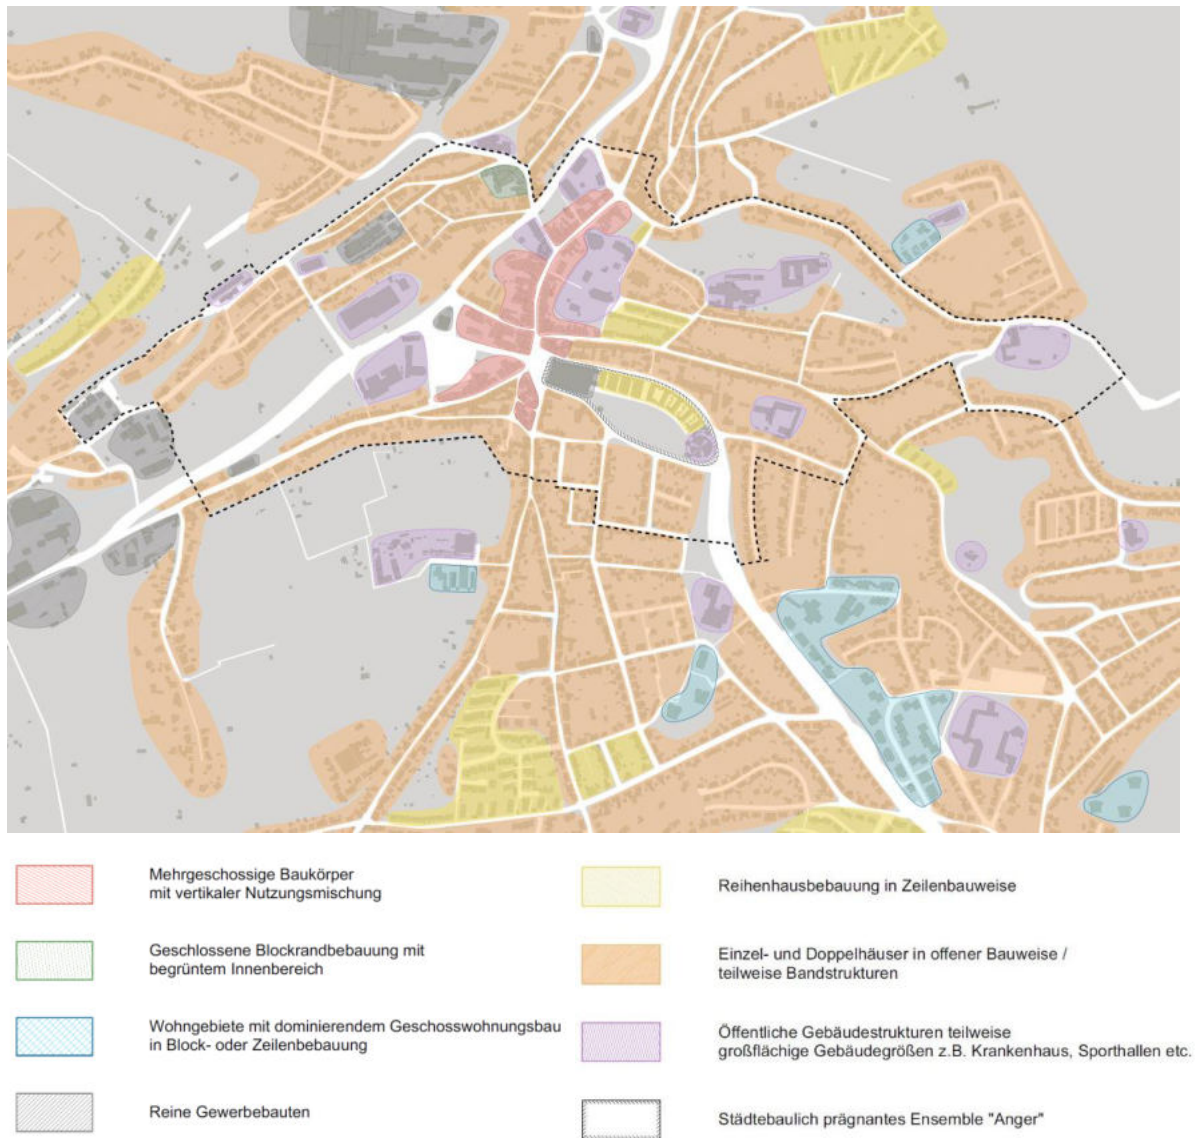 Mehrgeschossige Baukörper
mit vertikaler Nutzungsmischung
Geschlossene Blockrandbebauung mit
begrüntem Innenbereich
Wohngebiete mit dominierendem Geschosswohnungsbau
in Block- oder Zeilenbebauung
Reine Gewerbebauten
Reihenhausbebauung in Zeilenbauweise
Einzel- und Doppelhäuser in offener Bauweise /
teilweise Bandstrukturen
Öffentliche Gebäudestrukturen teilweise
großflächige Gebäudegrößen z.B. Krankenhaus, Sporthallen etc.
Städtebaulich prägnantes Ensemble "Anger"